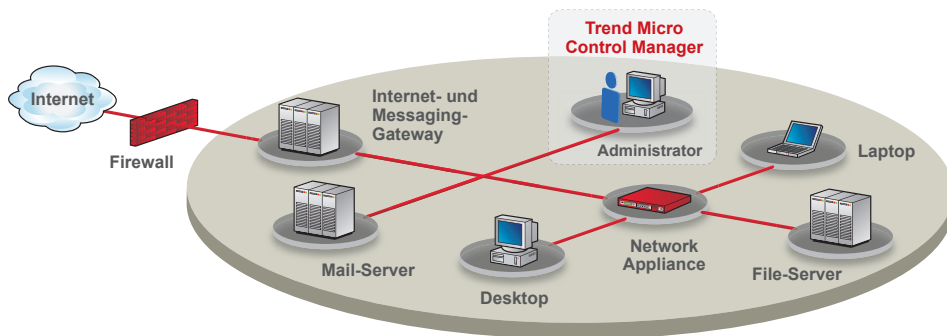 Trend Micro
Control Manager
Internet
Internet- und
Messaging-
Gateway
Firewall
Administrator
Laptop
Mail-Server
Network
Appliance
File-Server
Desktop